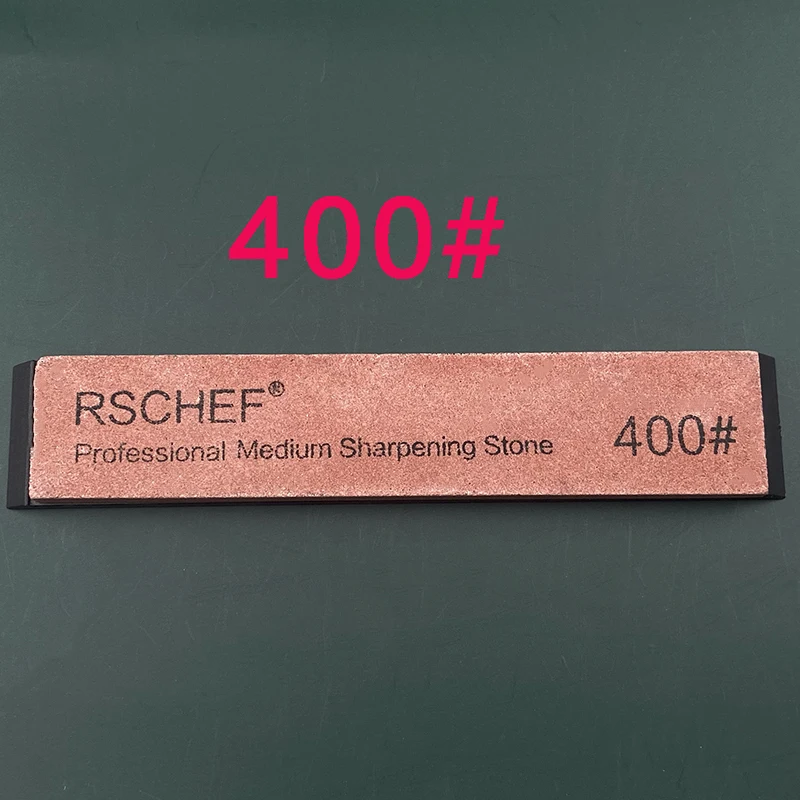 400#
RSCHEF®
Professional Medium Sharpening Stone
400#